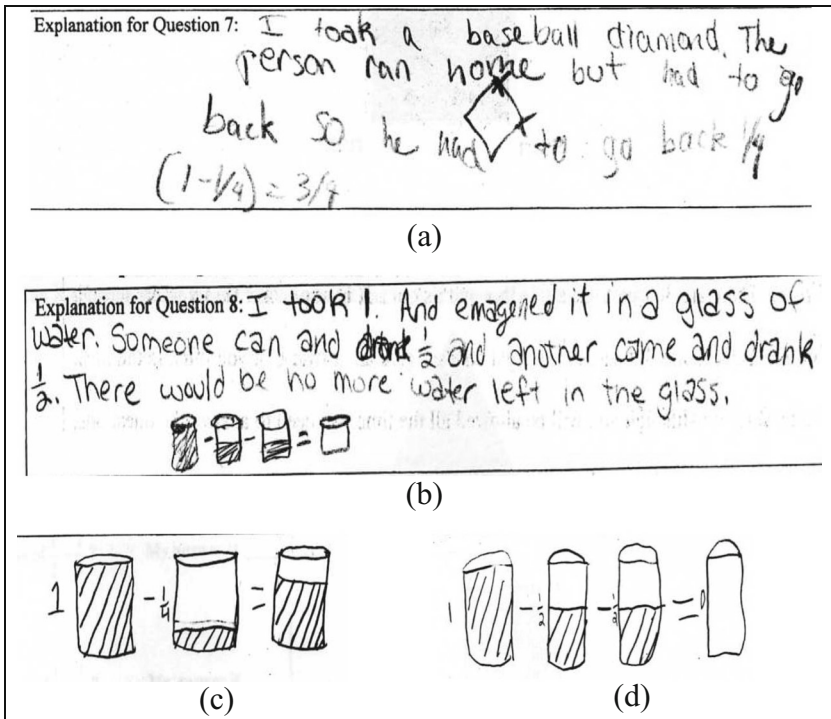 Explanation for Question 7: I took a baseball diamond. The
person ran home but had to go
back so he had to go back 1/4
(1-1/4) = 3/4
(a)
Explanation for Question 8: I took 1. And emagened it in a glass of
water. Someone can and drank 1/2 and another came and drank
1/2. There would be no more water left in the glass.
- - =
(b)
1 - 1/4 =
(c)
1 - 1/2 - 1/2 = 0
(d)